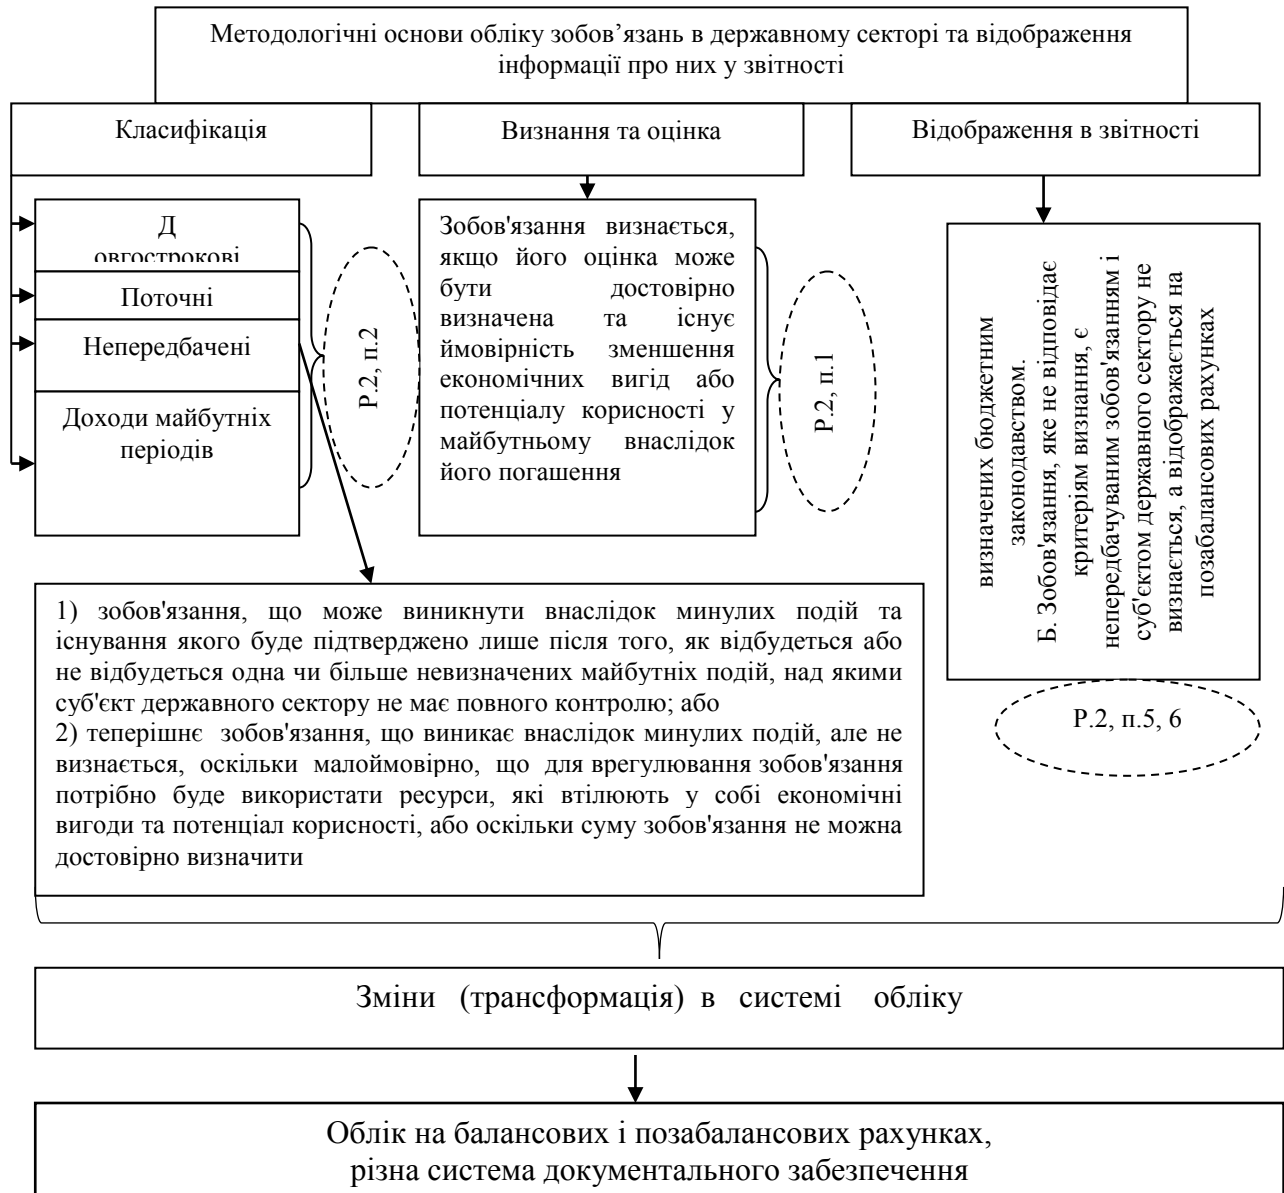 Методологічні основи обліку зобов’язань в державному секторі та відображення
інформації про них у звітності
Класифікація
Визнання та оцінка
Відображення в звітності
Д
овгострокові
Поточні
Непередбачені
Доходи майбутніх
періодів
Р.2, п.2
Зобов'язання визнається,
якщо його оцінка може
бути достовірно
визначена та існує
ймовірність зменшення
економічних вигід або
потенціалу корисності у
майбутньому внаслідок
його погашення
Р.2, п.1
визначених бюджетним
законодавством.
Б. Зобов'язання, яке не відповідає
критеріям визнання, є
непередбачуваним зобов'язанням і
суб'єктом державного сектору не
визнається, а відображається на
позабалансових рахунках
Р.2, п.5, 6
1) зобов'язання, що може виникнути внаслідок минулих подій та
існування якого буде підтверджено лише після того, як відбудеться або
не відбудеться одна чи більше невизначених майбутніх подій, над якими
суб'єкт державного сектору не має повного контролю; або
2) теперішнє зобов'язання, що виникає внаслідок минулих подій, але не
визнається, оскільки малоймовірно, що для врегулювання зобов'язання
потрібно буде використати ресурси, які втілюють у собі економічні
вигоди та потенціал корисності, або оскільки суму зобов'язання не можна
достовірно визначити
Зміни (трансформація) в системі обліку
Облік на балансових і позабалансових рахунках,
різна система документального забезпечення